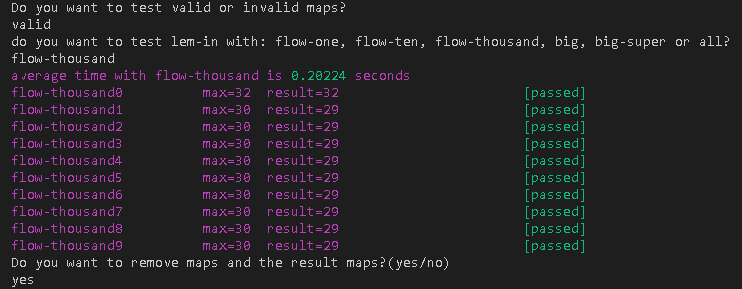 Do you want to test valid or invalid maps?
valid
do you want to test lem-in with: flow-one, flow-ten, flow-thousand, big, big-super or all?
flow-thousand
average time with flow-thousand is 0.20224 seconds
flow-thousand0 max=32 result=32 [passed]
flow-thousand1 max=30 result=29 [passed]
flow-thousand2 max=30 result=29 [passed]
flow-thousand3 max=30 result=29 [passed]
flow-thousand4 max=30 result=29 [passed]
flow-thousand5 max=30 result=29 [passed]
flow-thousand6 max=30 result=29 [passed]
flow-thousand7 max=30 result=29 [passed]
flow-thousand8 max=30 result=29 [passed]
flow-thousand9 max=30 result=29 [passed]
Do you want to remove maps and the result maps?(yes/no)
yes